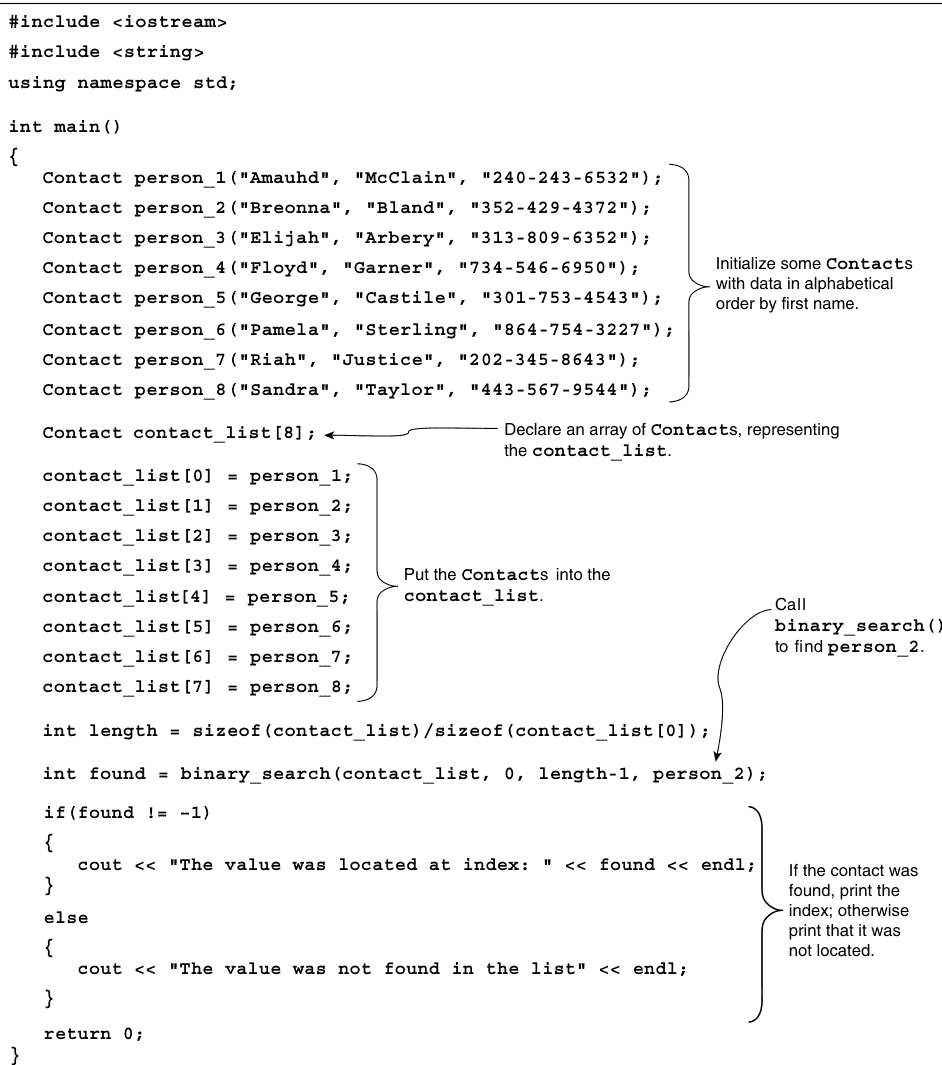 #include <iostream>
#include <string>
using namespace std;
int main()
{
Contact person_1("Amauhd", "McClain", "240-243-6532");
Contact person_2("Breonna", "Bland", "352-429-4372");
Contact person_3("Elijah", "Arbery", "313-809-6352");
Contact person_4("Floyd", "Garner", "734-546-6950");
Contact person_5("George", "Castile", "301-753-4543");
Contact person_6("Pamela", "Sterling", "864-754-3227");
Contact person_7("Riah", "Justice", "202-345-8643");
Contact person_8("Sandra", "Taylor", "443-567-9544");
Initialize some Contacts
with data in alphabetical
order by first name.
Contact contact_list[8];
Declare an array of Contacts, representing
the contact_list.
contact_list[0] = person_1;
contact_list[1] = person_2;
contact_list[2] = person_3;
contact_list[3] = person_4;
contact_list[4] = person_5;
contact_list[5] = person_6;
contact_list[6] = person_7;
contact_list[7] = person_8;
Put the Contacts into the
contact_list.
Call
binary_search()
to find person_2.
int length = sizeof(contact_list)/sizeof(contact_list[0]);
int found = binary_search(contact_list, 0, length-1, person_2);
if(found != -1)
{
cout << "The value was located at index: " << found << endl;
}
else
{
cout << "The value was not found in the list" << endl;
}
If the contact was
found, print the
index; otherwise
print that it was
not located.
return 0;
}